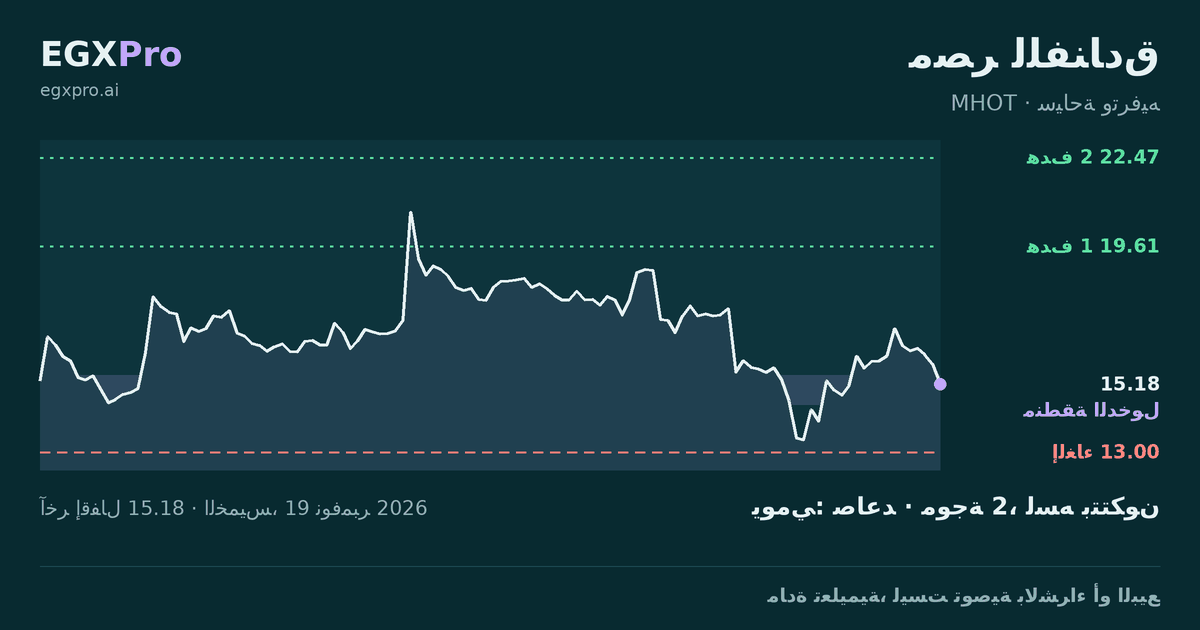 EGXPro
egxpro.ai
مصر للفنادق
MHOT · سياحة وترفيه
هدف 2 22.47
هدف 1 19.61
15.18
منطقة الدخول
إلغاء 13.00
يومي: صاعد · موجة 2، لسه بتتكون
آخر إقفال 15.18 · الخميس، 19 نوفمبر 2026
مادة تعليمية، ليست توصية بالشراء أو البيع